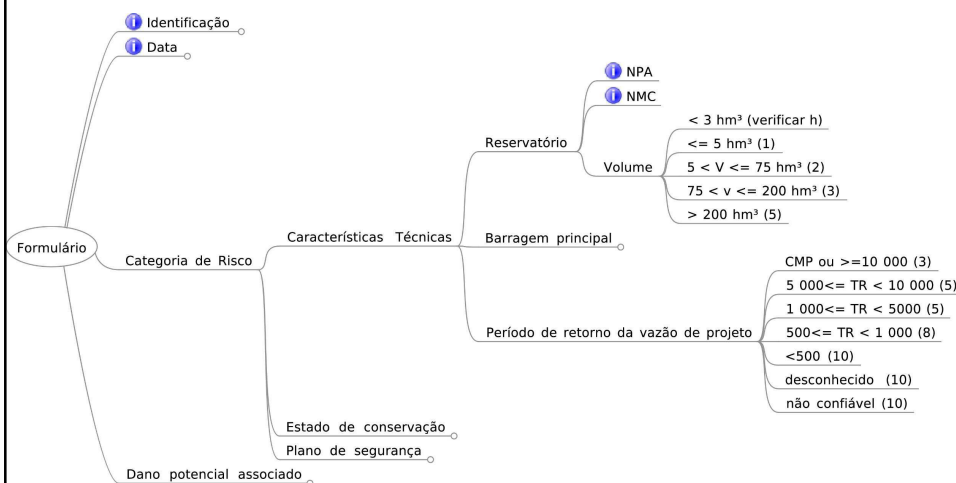 Identificação
Data
NPA
NMC
< 3 hm³ (verificar h)
Reservatório
<= 5 hm³ (1)
Volume
5 < V <= 75 hm³ (2)
75 < v <= 200 hm³ (3)
> 200 hm³ (5)
Formulário
Características Técnicas
Barragem principal
Categoria de Risco
CMP ou >=10 000 (3)
5 000<= TR < 10 000 (5)
1 000<= TR < 5000 (5)
Período de retorno da vazão de projeto
500<= TR < 1 000 (8)
<500 (10)
desconhecido (10)
não confiável (10)
Estado de conservação
Plano de segurança
Dano potencial associado